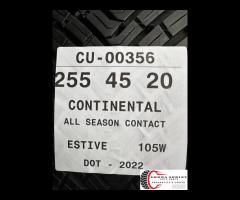 CU-00356
255 45 20
CONTINENTAL
ALL SEASON CONTACT
ESTIVE 105W
DOT - 2022